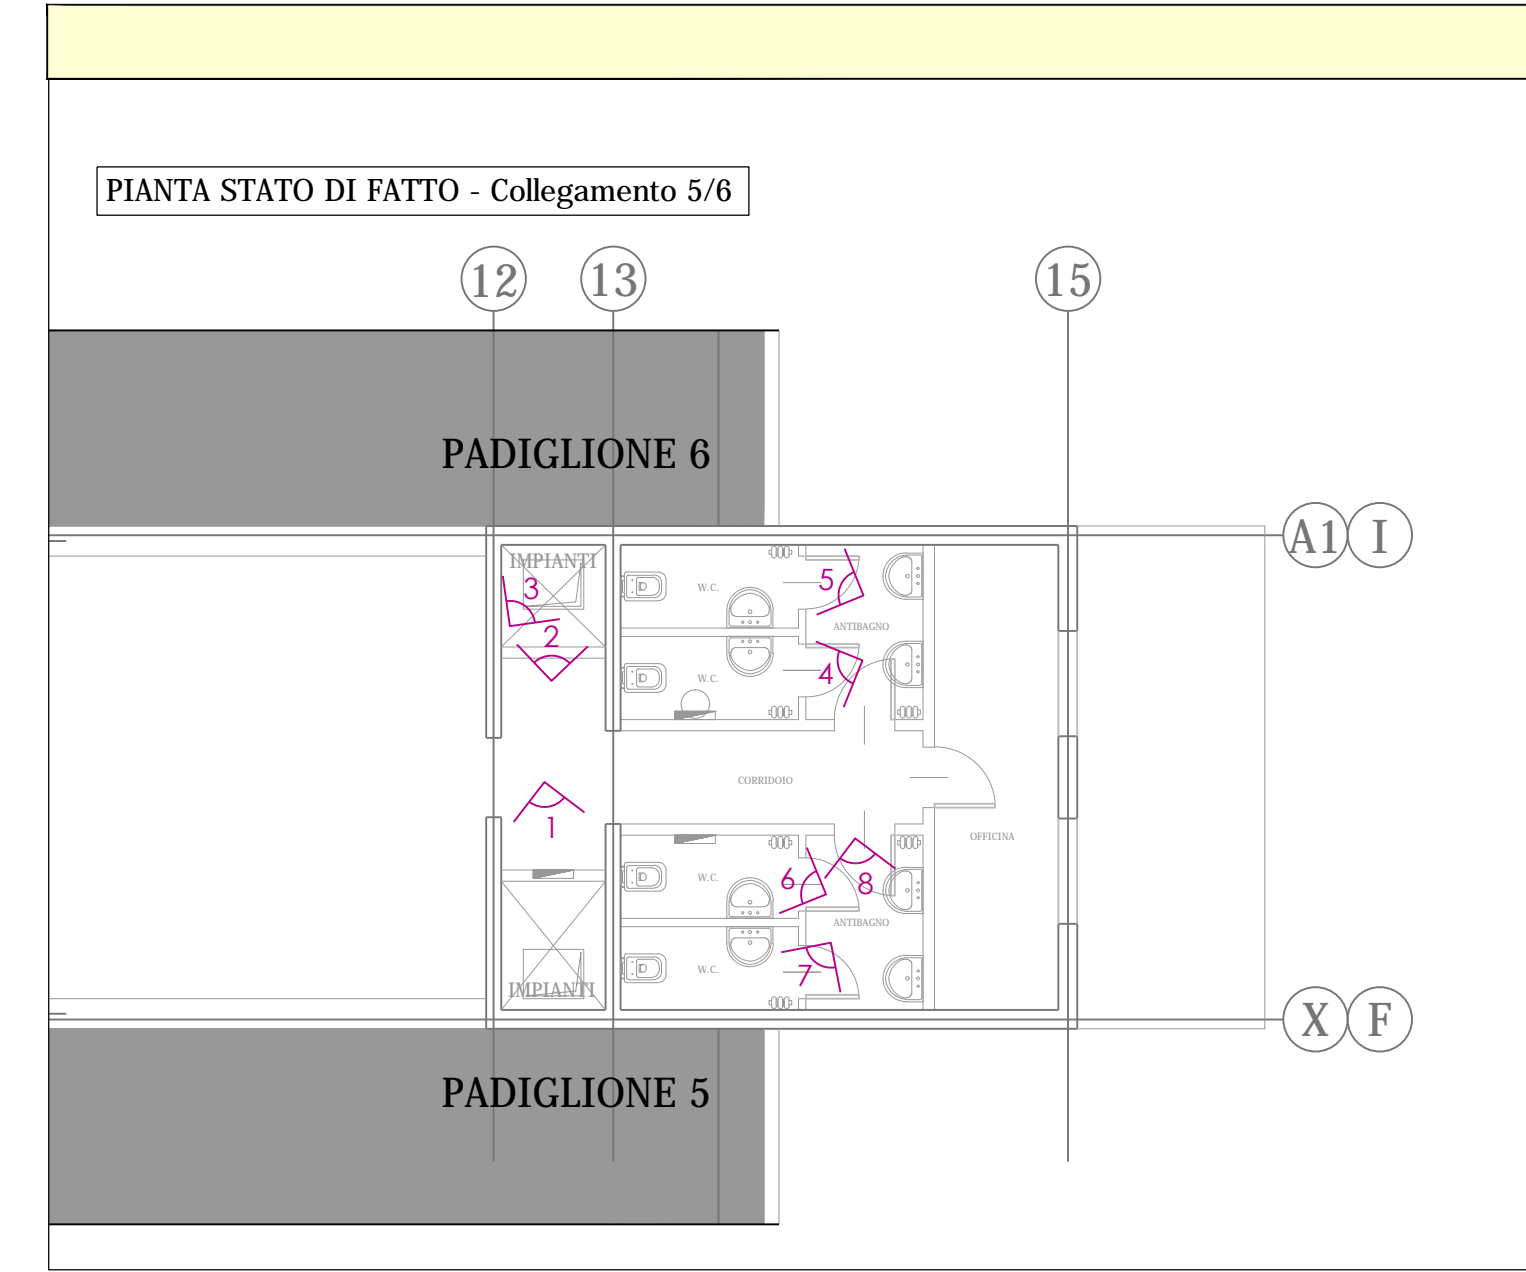 PIANTA STATO DI FATTO - Collegamento 5/6
12 13 15
PADIGLIONE 6
A1 I
IMPIANTI
3
2
W.C.
5
ANTIBAGNO
W.C.
4
CORRIDOIO
1
OFFICINA
W.C.
6
8
ANTIBAGNO
W.C.
7
IMPIANTI
X F
PADIGLIONE 5